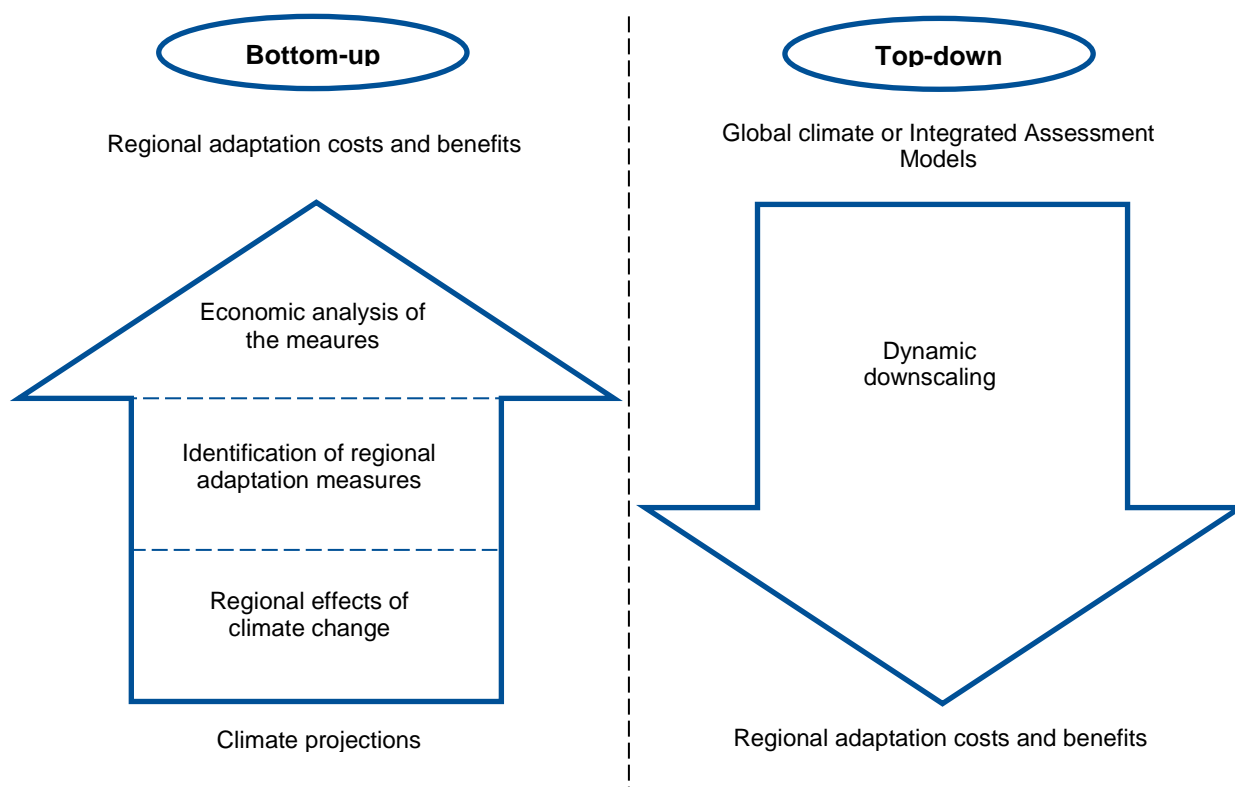 Bottom-up
Regional adaptation costs and benefits
Economic analysis of
the meaures
Identification of regional
adaptation measures
Regional effects of
climate change
Climate projections
Top-down
Global climate or Integrated Assessment
Models
Dynamic
downscaling
Regional adaptation costs and benefits